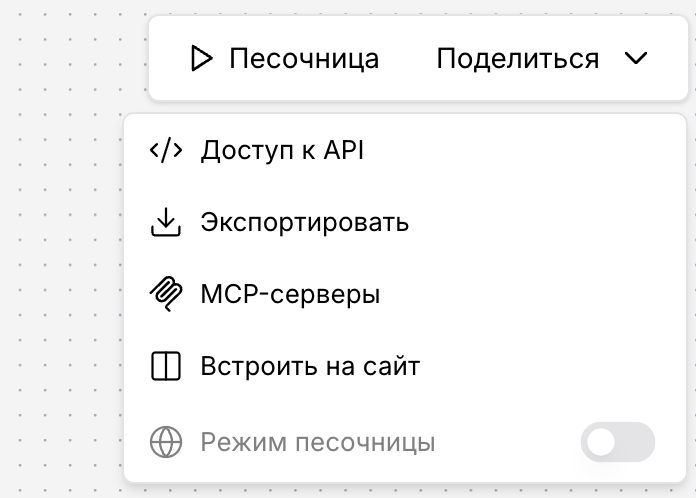 Песочница Поделиться
Доступ к API
Экспортировать
MCP-серверы
Встроить на сайт
Режим песочницы